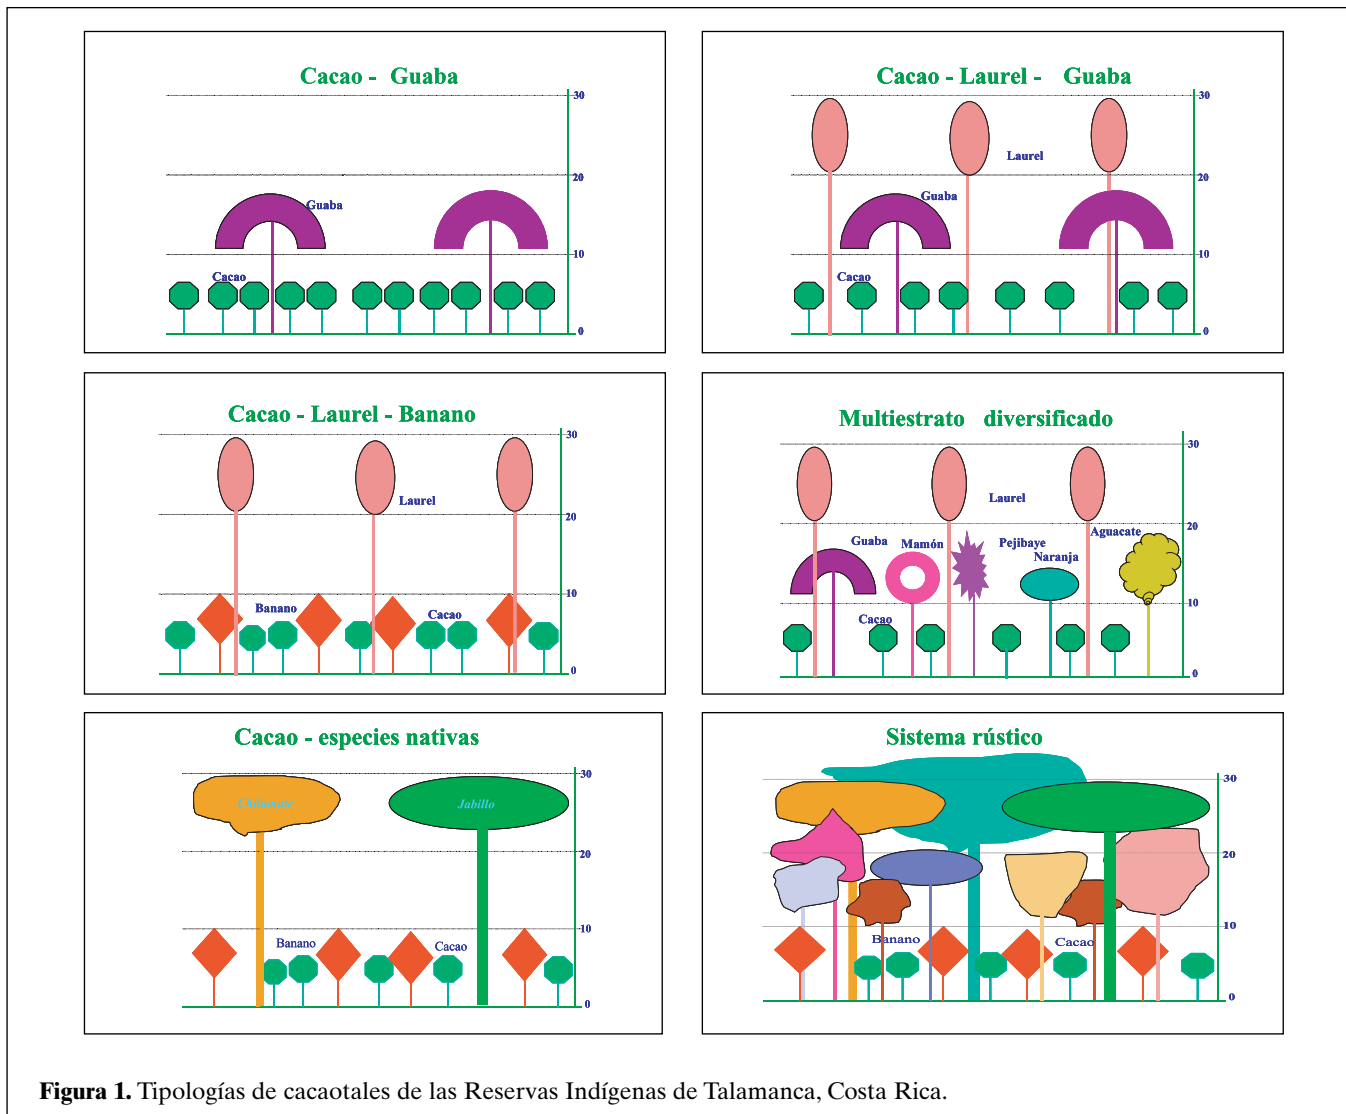 Cacao - Guaba
30
20
Guaba
10
Cacao
0
Cacao - Laurel - Guaba
30
Laurel
20
Guaba
10
Cacao
0
Cacao - Laurel - Banano
30
Laurel
20
10
Banano
Cacao
0
Multiestrato diversificado
30
Laurel
20
Aguacate
Guaba
Mamón
Pejibaye
Naranja
10
Cacao
0
Cacao - especies nativas
30
Chilamate
Jabillo
20
10
Banano
Cacao
0
Sistema rústico
30
20
10
Banano
Cacao
0
Figura 1. Tipologías de cacaotales de las Reservas Indígenas de Talamanca, Costa Rica.